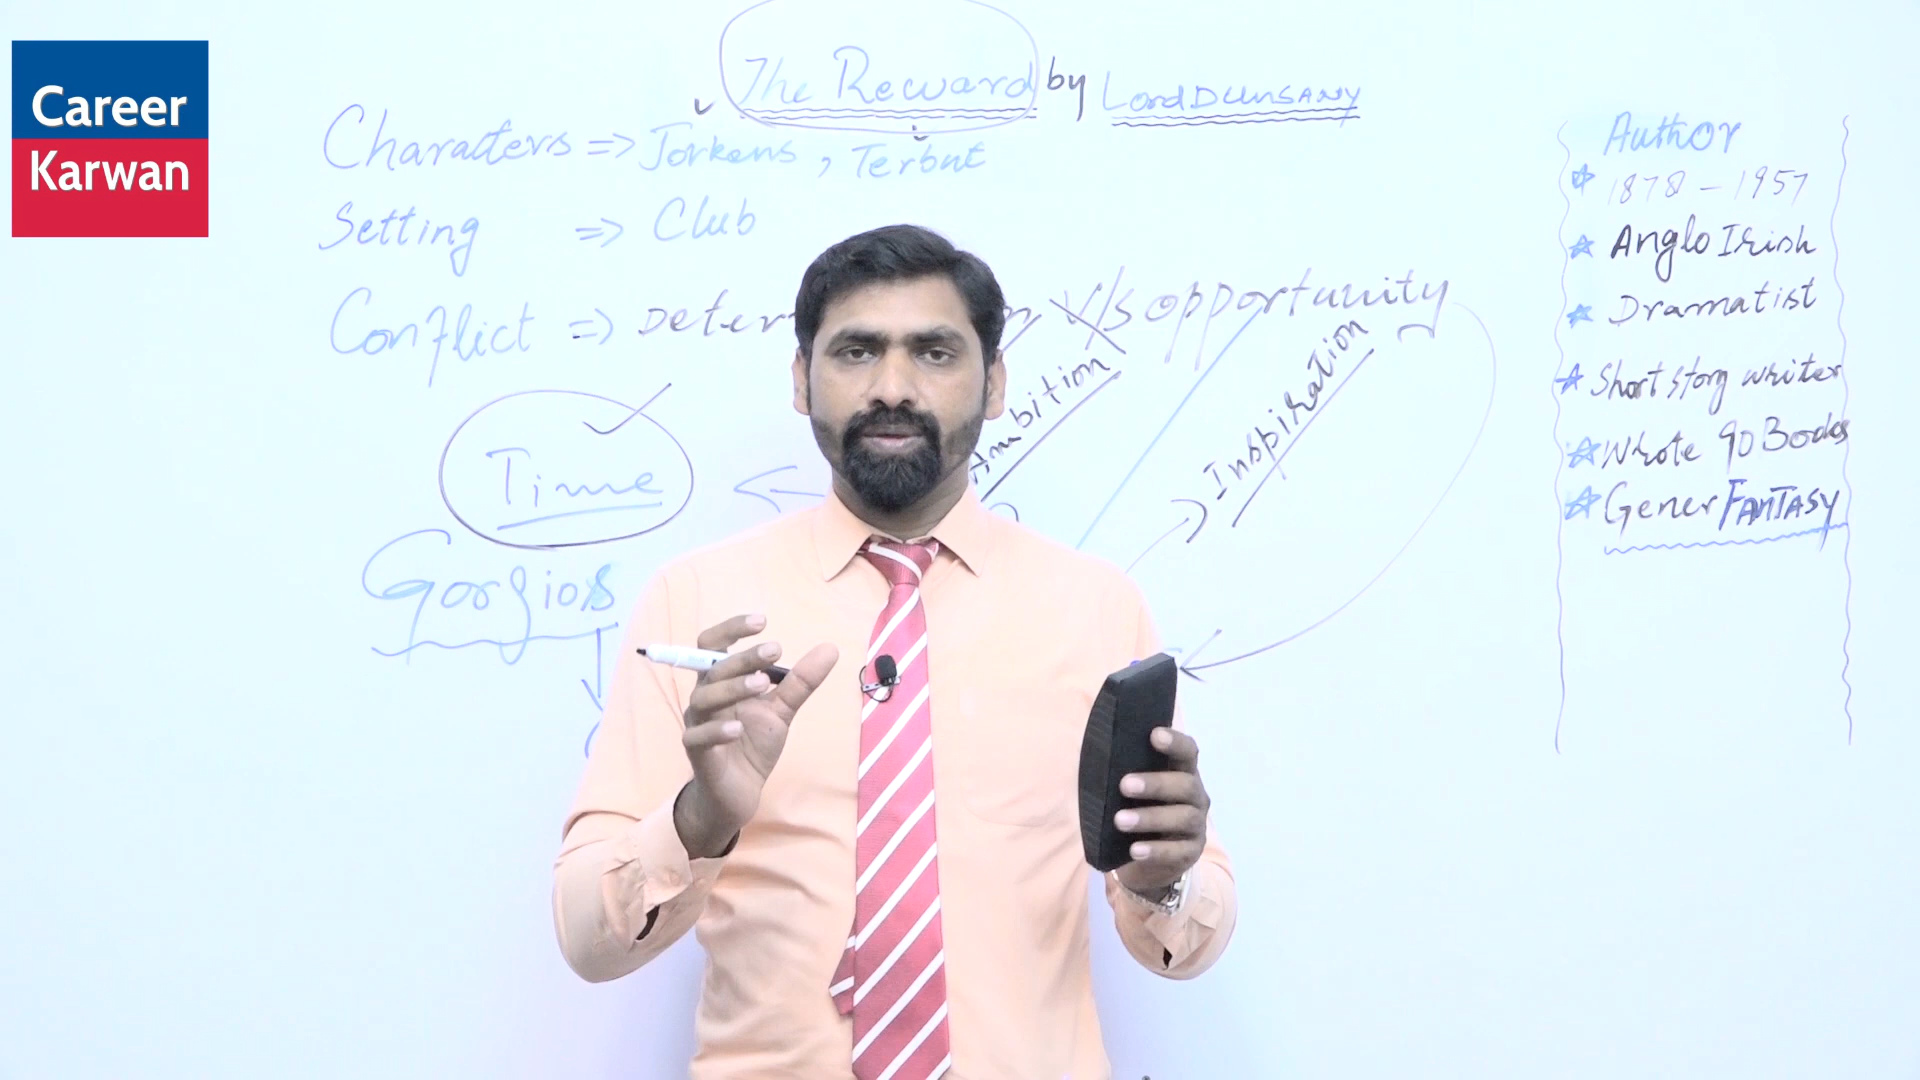 Career
Karwan
The Reward by Lord DUNSANY
Characters => Jorkens, Terbut
Setting => Club
Conflict => Deter n V/s opportunity
Ambition
Inspiration
Time
Gorgios
Author
1878 - 1957
Anglo Irish
Dramatist
Short story writer
Wrote 90 Books
Gener FANTASY